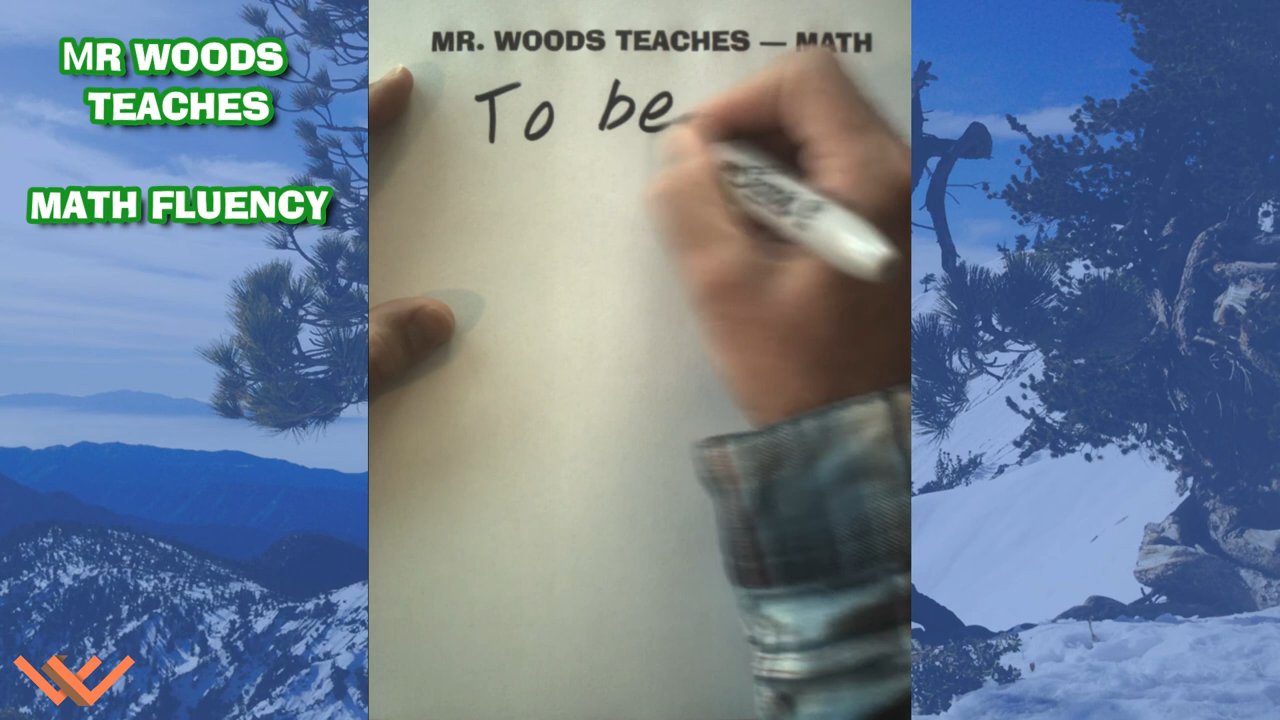 MR WOODS
TEACHES
MATH FLUENCY
MR. WOODS TEACHES — MATH
To be